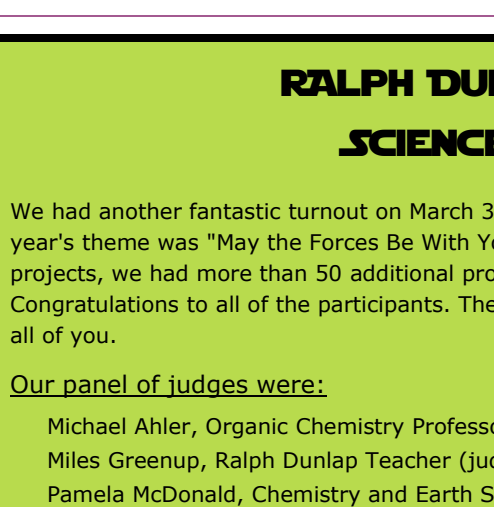 RALPH DU
SCIENCE
We had another fantastic turnout on March 3
year's theme was "May the Forces Be With Yo
projects, we had more than 50 additional pro
Congratulations to all of the participants. The
all of you.
Our panel of judges were:
Michael Ahler, Organic Chemistry Professo
Miles Greenup, Ralph Dunlap Teacher (jud
Pamela McDonald, Chemistry and Earth S